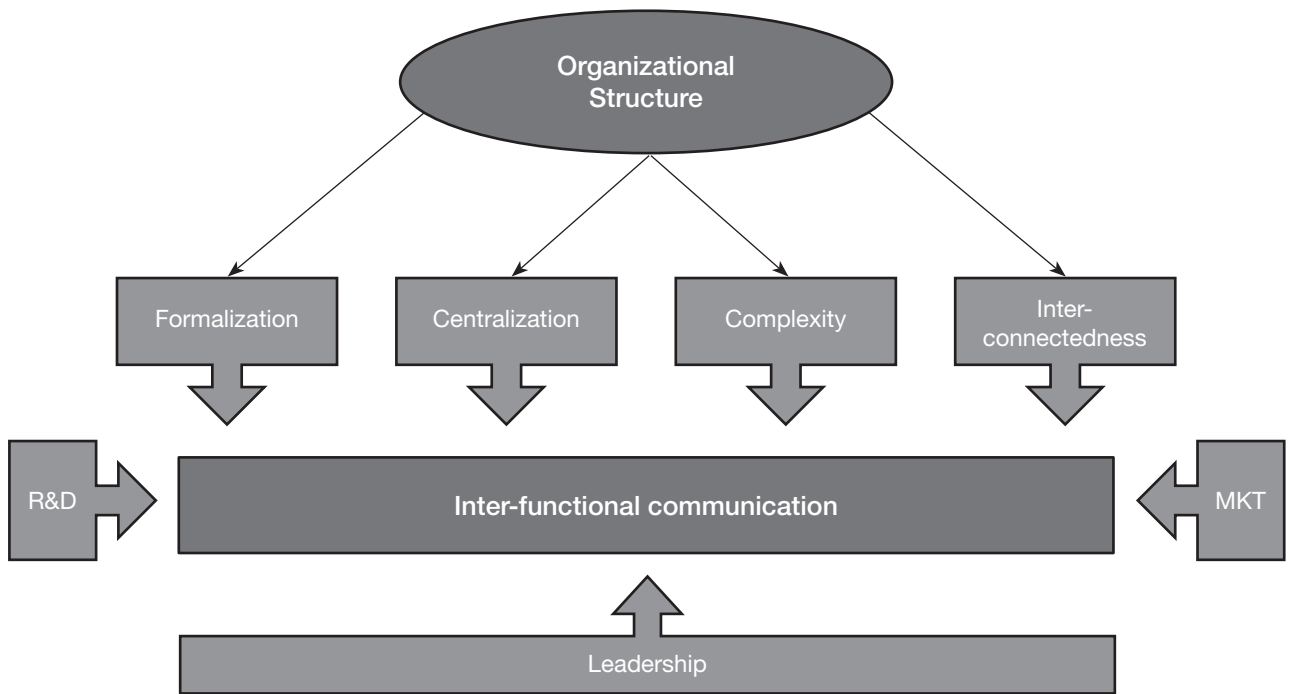 Organizational
Structure
Formalization
Centralization
Complexity
Inter-
connectedness
R&D
Inter-functional communication
MKT
Leadership